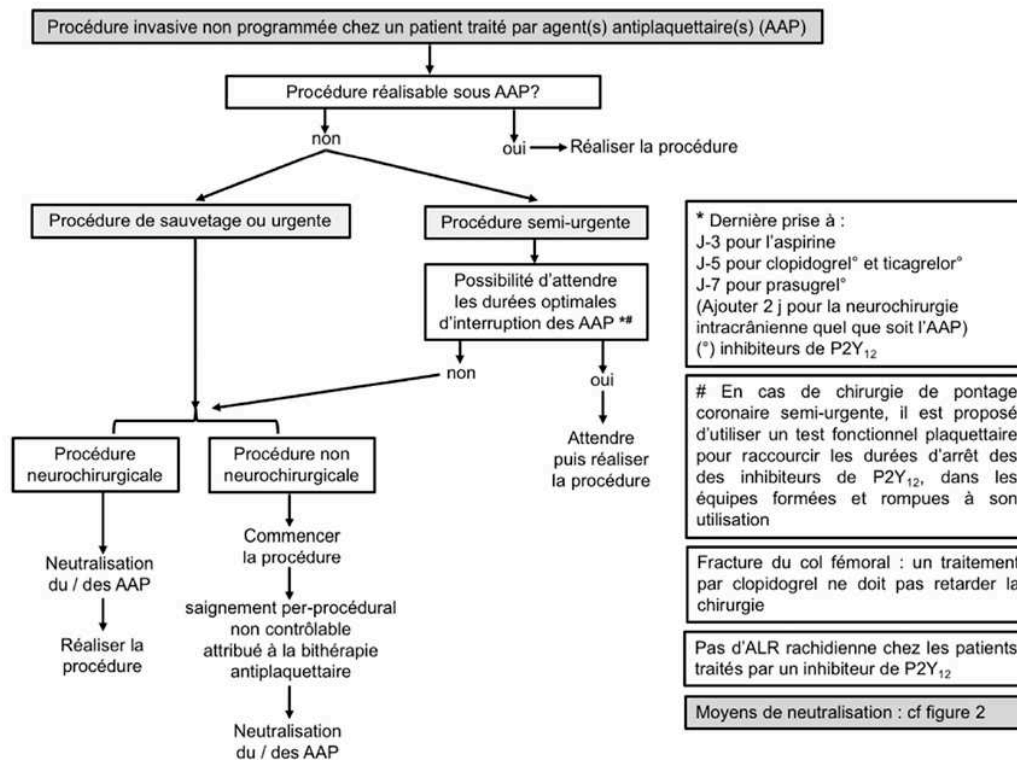 Procédure invasive non programmée chez un patient traité par agent(s) antiplaquettaire(s) (AAP)
Procédure réalisable sous AAP?
non
oui
Réaliser la procédure
Procédure de sauvetage ou urgente
Procédure semi-urgente
Possibilité d'attendre
les durées optimales
d'interruption des AAP *#
non
oui
Attendre
puis réaliser
la procédure
Procédure
neurochirurgicale
Neutralisation
du / des AAP
Réaliser la
procédure
Procédure non
neurochirurgicale
Commencer
la procédure
saignement per-procédural
non contrôlable
attribué à la bithérapie
antiplaquettaire
Neutralisation
du / des AAP
* Dernière prise à :
J-3 pour l'aspirine
J-5 pour clopidogrel° et ticagrelor°
J-7 pour prasugrel°
(Ajouter 2 j pour la neurochirurgie
intracrânienne quel que soit l'AAP)
(°) inhibiteurs de P2Y₁₂
# En cas de chirurgie de pontage
coronaire semi-urgente, il est proposé
d'utiliser un test fonctionnel plaquettaire
pour raccourcir les durées d'arrêt des
des inhibiteurs de P2Y₁₂, dans les
équipes formées et rompues à son
utilisation
Fracture du col fémoral : un traitement
par clopidogrel ne doit pas retarder la
chirurgie
Pas d'ALR rachidienne chez les patients
traités par un inhibiteur de P2Y₁₂
Moyens de neutralisation : cf figure 2